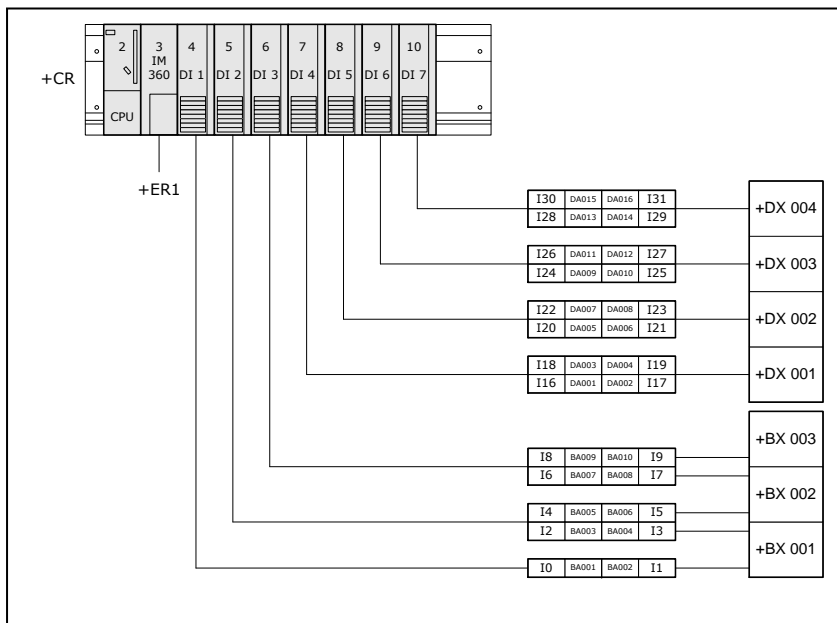 2 3 4 5 6 7 8 9 10
IM
360 DI 1 DI 2 DI 3 DI 4 DI 5 DI 6 DI 7
+CR
CPU
+ER1
I30 DA015 DA016 I31
I28 DA013 DA014 I29
+DX 004
I26 DA011 DA012 I27
I24 DA009 DA010 I25
+DX 003
I22 DA007 DA008 I23
I20 DA005 DA006 I21
+DX 002
I18 DA003 DA004 I19
I16 DA001 DA002 I17
+DX 001
+BX 003
I8 BA009 BA010 I9
I6 BA007 BA008 I7
+BX 002
I4 BA005 BA006 I5
I2 BA003 BA004 I3
+BX 001
I0 BA001 BA002 I1